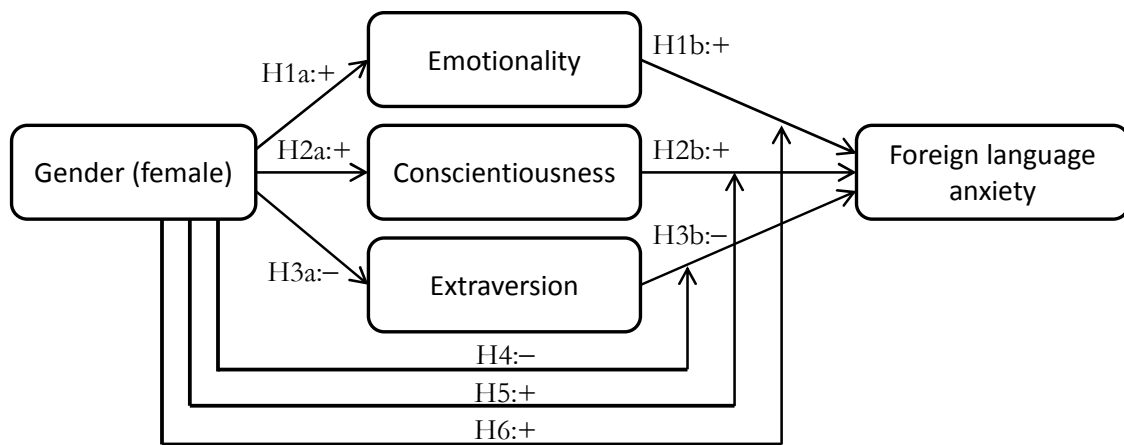 Emotionality
H1b:+
H1a:+
Gender (female)
H2a:+
Conscientiousness
H2b:+
Foreign language
anxiety
H3a:–
Extraversion
H3b:–
H4:–
H5:+
H6:+